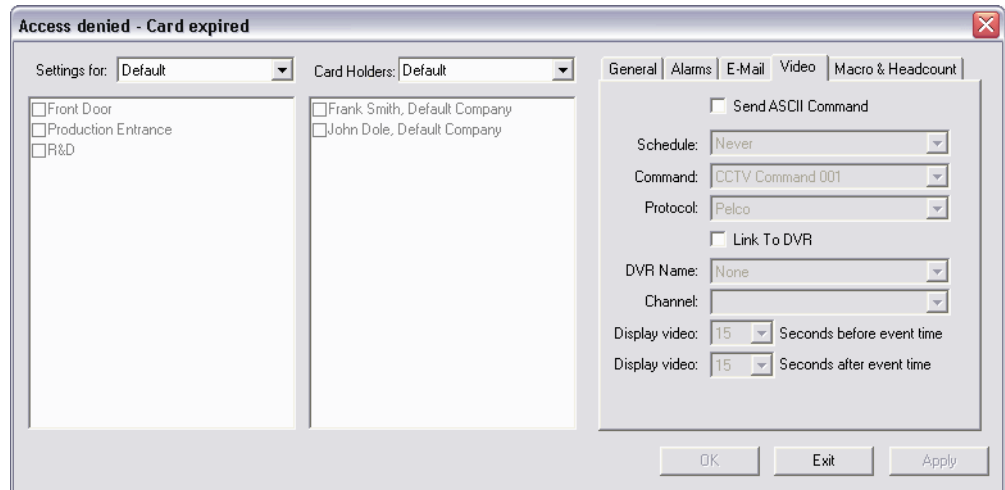 Access denied - Card expired
Settings for: Default
Card Holders: Default
Front Door
Production Entrance
R&D
Frank Smith, Default Company
John Dole, Default Company
General Alarms E-Mail Video Macro & Headcount
Send ASCII Command
Schedule: Never
Command: CCTV Command 001
Protocol: Pelco
Link To DVR
DVR Name: None
Channel:
Display video: 15 Seconds before event time
Display video: 15 Seconds after event time
OK Exit Apply